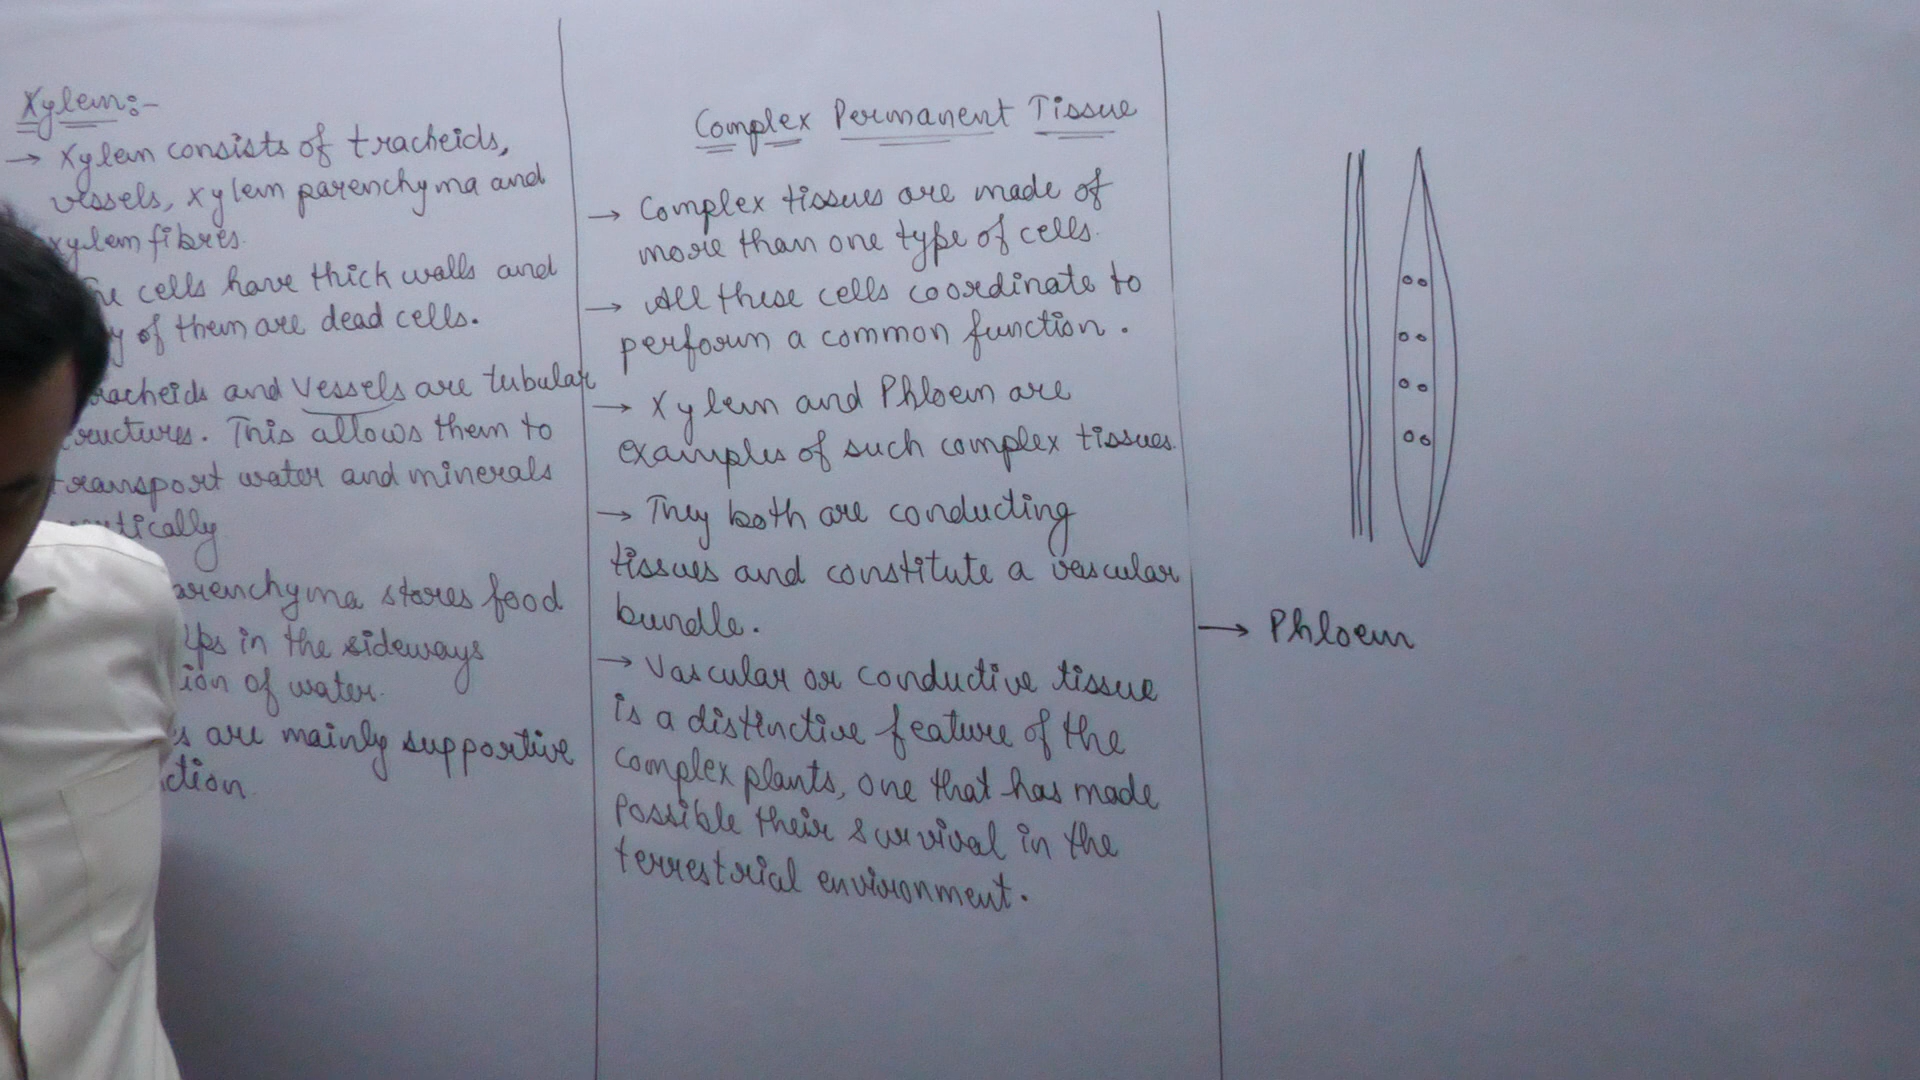 Xylem:-
→ Xylem consists of tracheids,
vessels, xylem parenchyma and
xylem fibres.
cells have thick walls and
of them are dead cells.
racheids and vessels are tubular
ructures. This allows them to
transport water and minerals
tically
arenchyma stores food
lps in the sideways
ion of water.
s are mainly supportive
ction.
Complex Permanent Tissue
→ Complex tissues are made of
more than one type of cells.
→ All these cells coordinate to
perform a common function.
→ Xylem and Phloem are
examples of such complex tissues.
→ They both are conducting
tissues and constitute a vascular
bundle.
→ Vascular or conductive tissue
is a distinctive feature of the
complex plants, one that has made
possible their survival in the
terrestrial environment.
→ Phloem